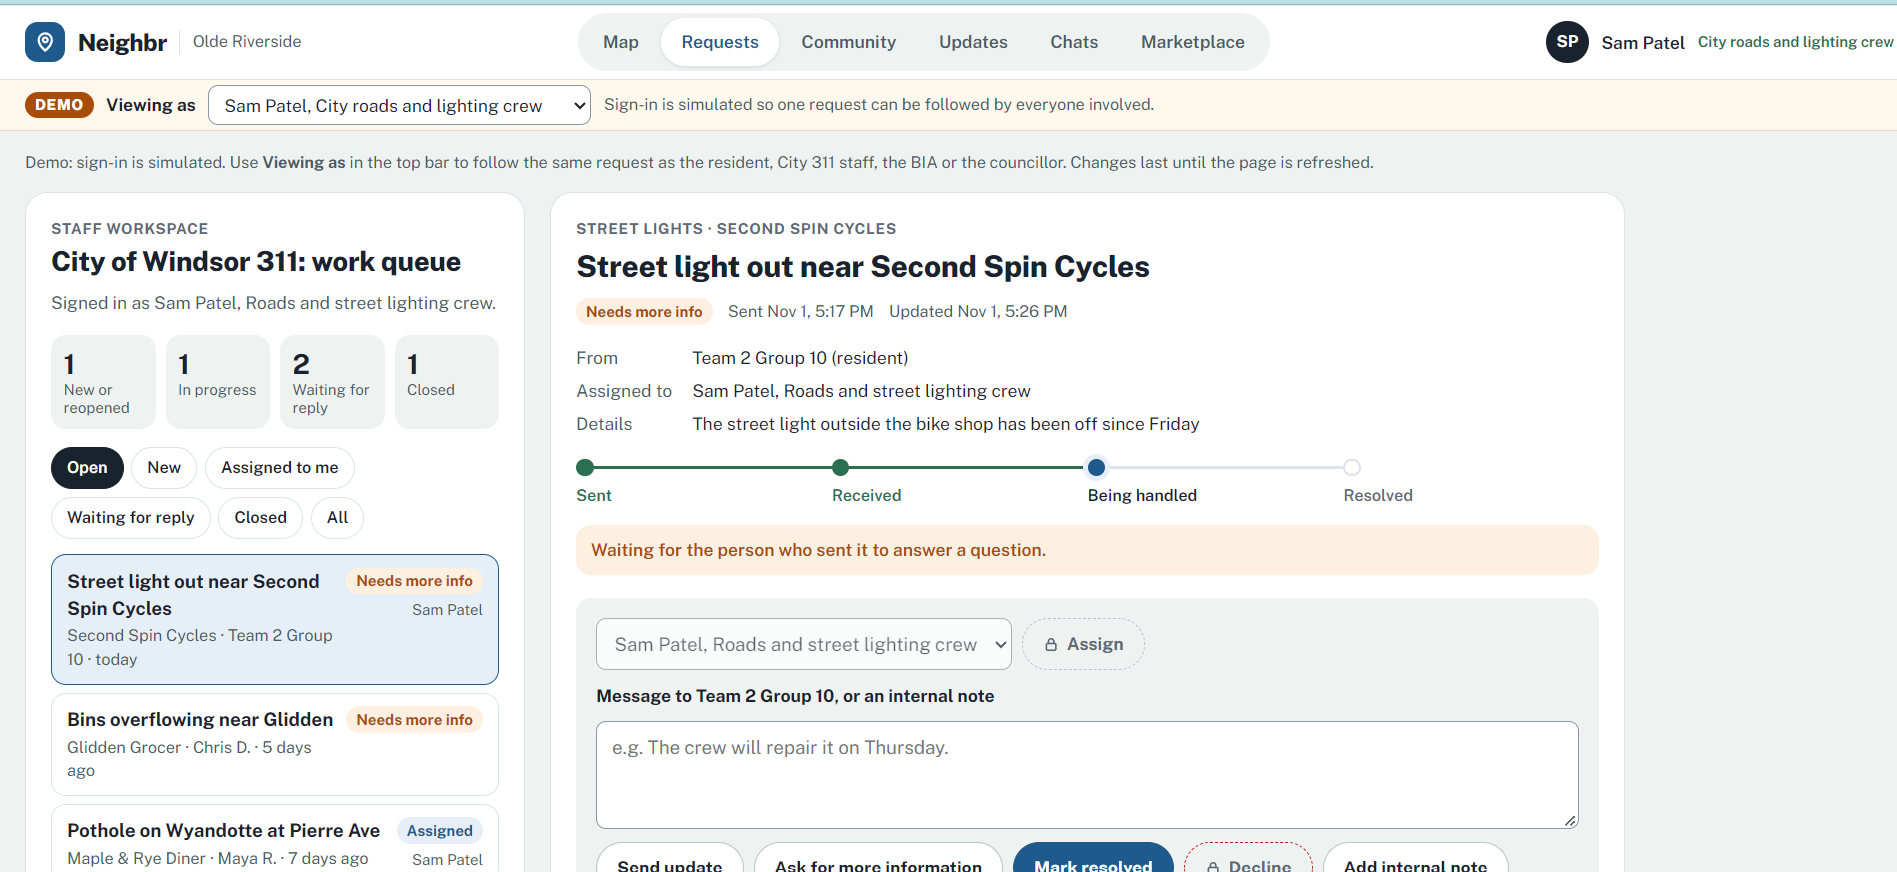 Neighbr Olde Riverside Map Requests Community Updates Chats Marketplace SP Sam Patel City roads and lighting crew
DEMO Viewing as Sam Patel, City roads and lighting crew Sign-in is simulated so one request can be followed by everyone involved.
Demo: sign-in is simulated. Use Viewing as in the top bar to follow the same request as the resident, City 311 staff, the BIA or the councillor. Changes last until the page is refreshed.
STAFF WORKSPACE
City of Windsor 311: work queue
Signed in as Sam Patel, Roads and street lighting crew.
1
New or
reopened
1
In progress
2
Waiting for
reply
1
Closed
Open New Assigned to me
Waiting for reply Closed All
Street light out near Second
Spin Cycles
Needs more info
Sam Patel
Second Spin Cycles · Team 2 Group
10 · today
Bins overflowing near Glidden
Needs more info
Glidden Grocer · Chris D. · 5 days
ago
Pothole on Wyandotte at Pierre Ave
Assigned
Maple & Rye Diner · Maya R. · 7 days ago
Sam Patel
STREET LIGHTS · SECOND SPIN CYCLES
Street light out near Second Spin Cycles
Needs more info Sent Nov 1, 5:17 PM Updated Nov 1, 5:26 PM
From Team 2 Group 10 (resident)
Assigned to Sam Patel, Roads and street lighting crew
Details The street light outside the bike shop has been off since Friday
Sent Received Being handled Resolved
Waiting for the person who sent it to answer a question.
Sam Patel, Roads and street lighting crew Assign
Message to Team 2 Group 10, or an internal note
e.g. The crew will repair it on Thursday.
Send update Ask for more information Mark resolved Decline Add internal note